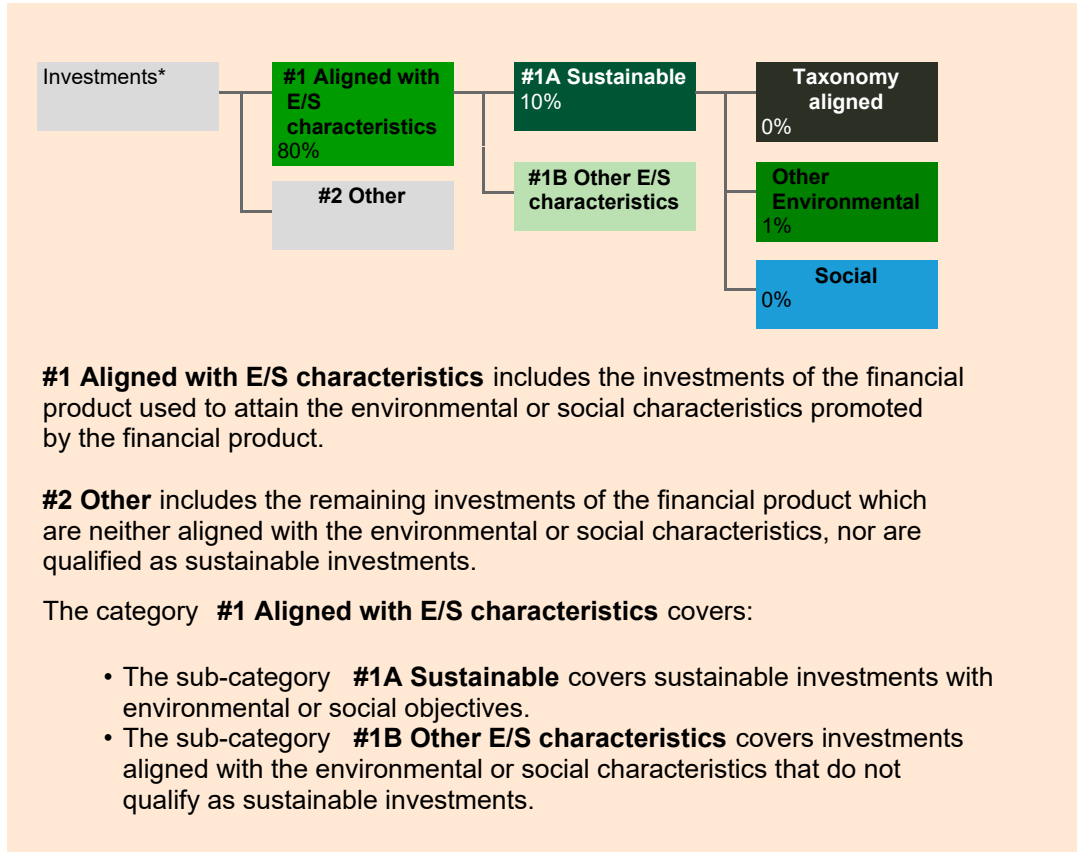 Investments*
#1 Aligned with
E/S
characteristics
80%
#2 Other
#1A Sustainable
10%
#1B Other E/S
characteristics
Taxonomy
aligned
0%
Other
Environmental
1%
Social
0%
#1 Aligned with E/S characteristics includes the investments of the financial
product used to attain the environmental or social characteristics promoted
by the financial product.
#2 Other includes the remaining investments of the financial product which
are neither aligned with the environmental or social characteristics, nor are
qualified as sustainable investments.
The category #1 Aligned with E/S characteristics covers:
• The sub-category #1A Sustainable covers sustainable investments with
environmental or social objectives.
• The sub-category #1B Other E/S characteristics covers investments
aligned with the environmental or social characteristics that do not
qualify as sustainable investments.